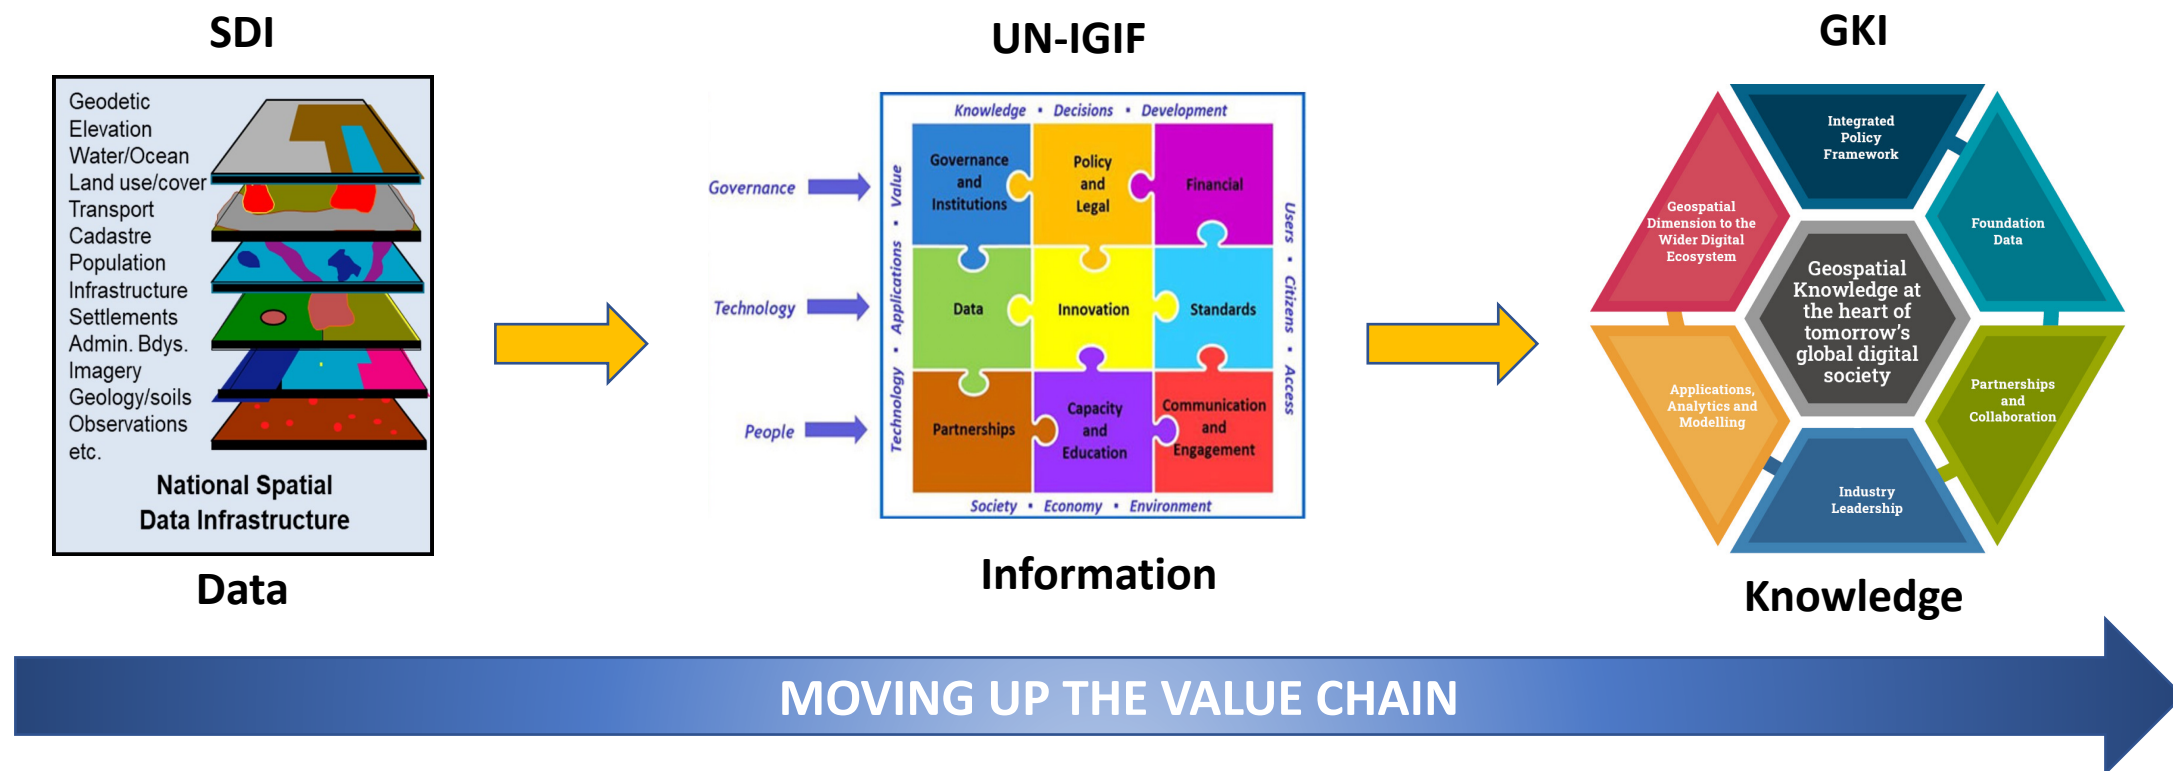 SDI
Geodetic
Elevation
Water/Ocean
Land use/cover
Transport
Cadastre
Population
Infrastructure
Settlements
Admin. Bdys.
Imagery
Geology/soils
Observations
etc.
National Spatial
Data Infrastructure
Data
UN-IGIF
Knowledge • Decisions • Development
Governance
Technology
People
Technology • Applications • Value
Governance
and
Institutions
Policy
and
Legal
Financial
Data
Innovation
Standards
Partnerships
Capacity
and
Education
Communication
and
Engagement
Users • Citizens • Access
Society • Economy • Environment
Information
GKI
Integrated
Policy
Framework
Geospatial
Dimension to the
Wider Digital
Ecosystem
Foundation
Data
Geospatial
Knowledge at
the heart of
tomorrow's
global digital
society
Applications,
Analytics and
Modelling
Partnerships
and
Collaboration
Industry
Leadership
Knowledge
MOVING UP THE VALUE CHAIN